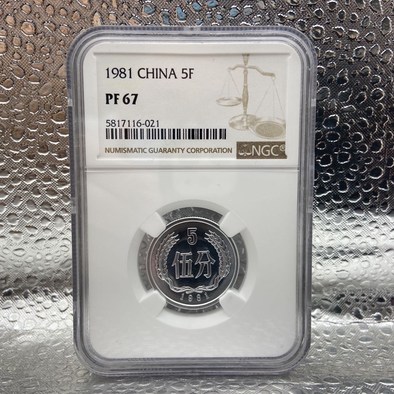 1981 CHINA 5F
PF 67
5817116-021
NUMISMATIC GUARANTY CORPORATION
NGC®
5
伍分
1981